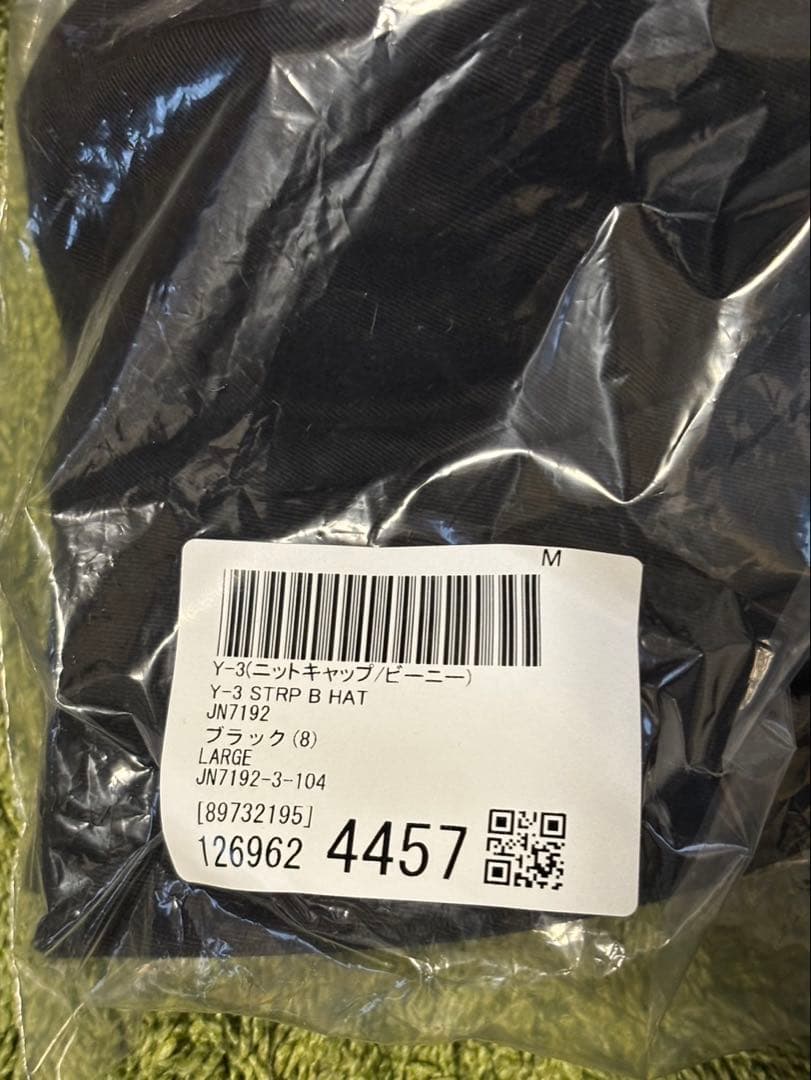 M
Y-3(ニットキャップ/ビーニー)
Y-3 STRP B HAT
JN7192
ブラック(8)
LARGE
JN7192-3-104
[89732195]
126962 4457